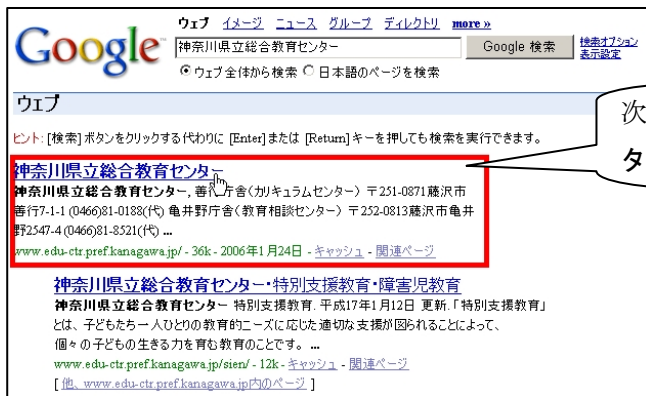 Google
ウェブ イメージ ニュース グループ ディレクトリ more »
神奈川県立総合教育センター Google 検索 検索オプション
表示設定
ウェブ全体から検索 日本語のページを検索
ウェブ
ヒント: [検索] ボタンをクリックする代わりに [Enter] または [Return] キーを押しても検索を実行できます。
次
タ
神奈川県立総合教育センター
神奈川県立総合教育センター, 善行庁舎(カリキュラムセンター) 〒251-0871藤沢市
善行7-1-1 (0466)81-0188(代) 亀井野庁舎(教育相談センター) 〒252-0813藤沢市亀井
野2547-4 (0466)81-8521(代) ...
www.edu-ctr.pref.kanagawa.jp/ - 36k - 2006年1月24日 - キャッシュ - 関連ページ
神奈川県立総合教育センター・特別支援教育・障害児教育
神奈川県立総合教育センター 特別支援教育. 平成17年1月12日 更新. 「特別支援教育」
とは、子どもたち一人ひとりの教育的ニーズに応じた適切な支援が図られることによって、
個々の子どもの生きる力を育む教育のことです。 ...
www.edu-ctr.pref.kanagawa.jp/sien/ - 12k - キャッシュ - 関連ページ
[ 他、www.edu-ctr.pref.kanagawa.jp内のページ ]